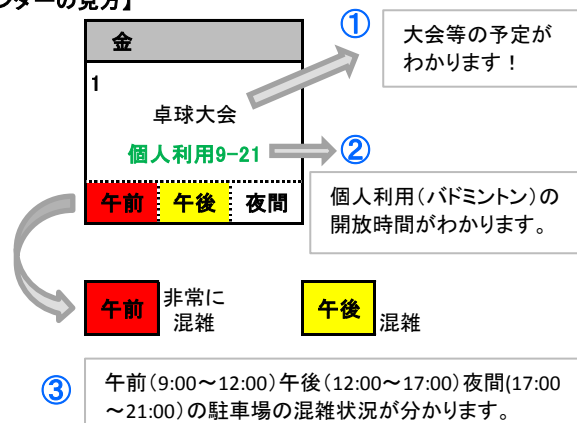 ンダーの見方】
金
①
大会等の予定が
わかります！
1
卓球大会
個人利用9-21
②
個人利用(バドミントン)の
開放時間がわかります。
午前 午後 夜間
午前 非常に
混雑
午後 混雑
③
午前(9:00～12:00)午後(12:00～17:00)夜間(17:00
～21:00)の駐車場の混雑状況が分かります。